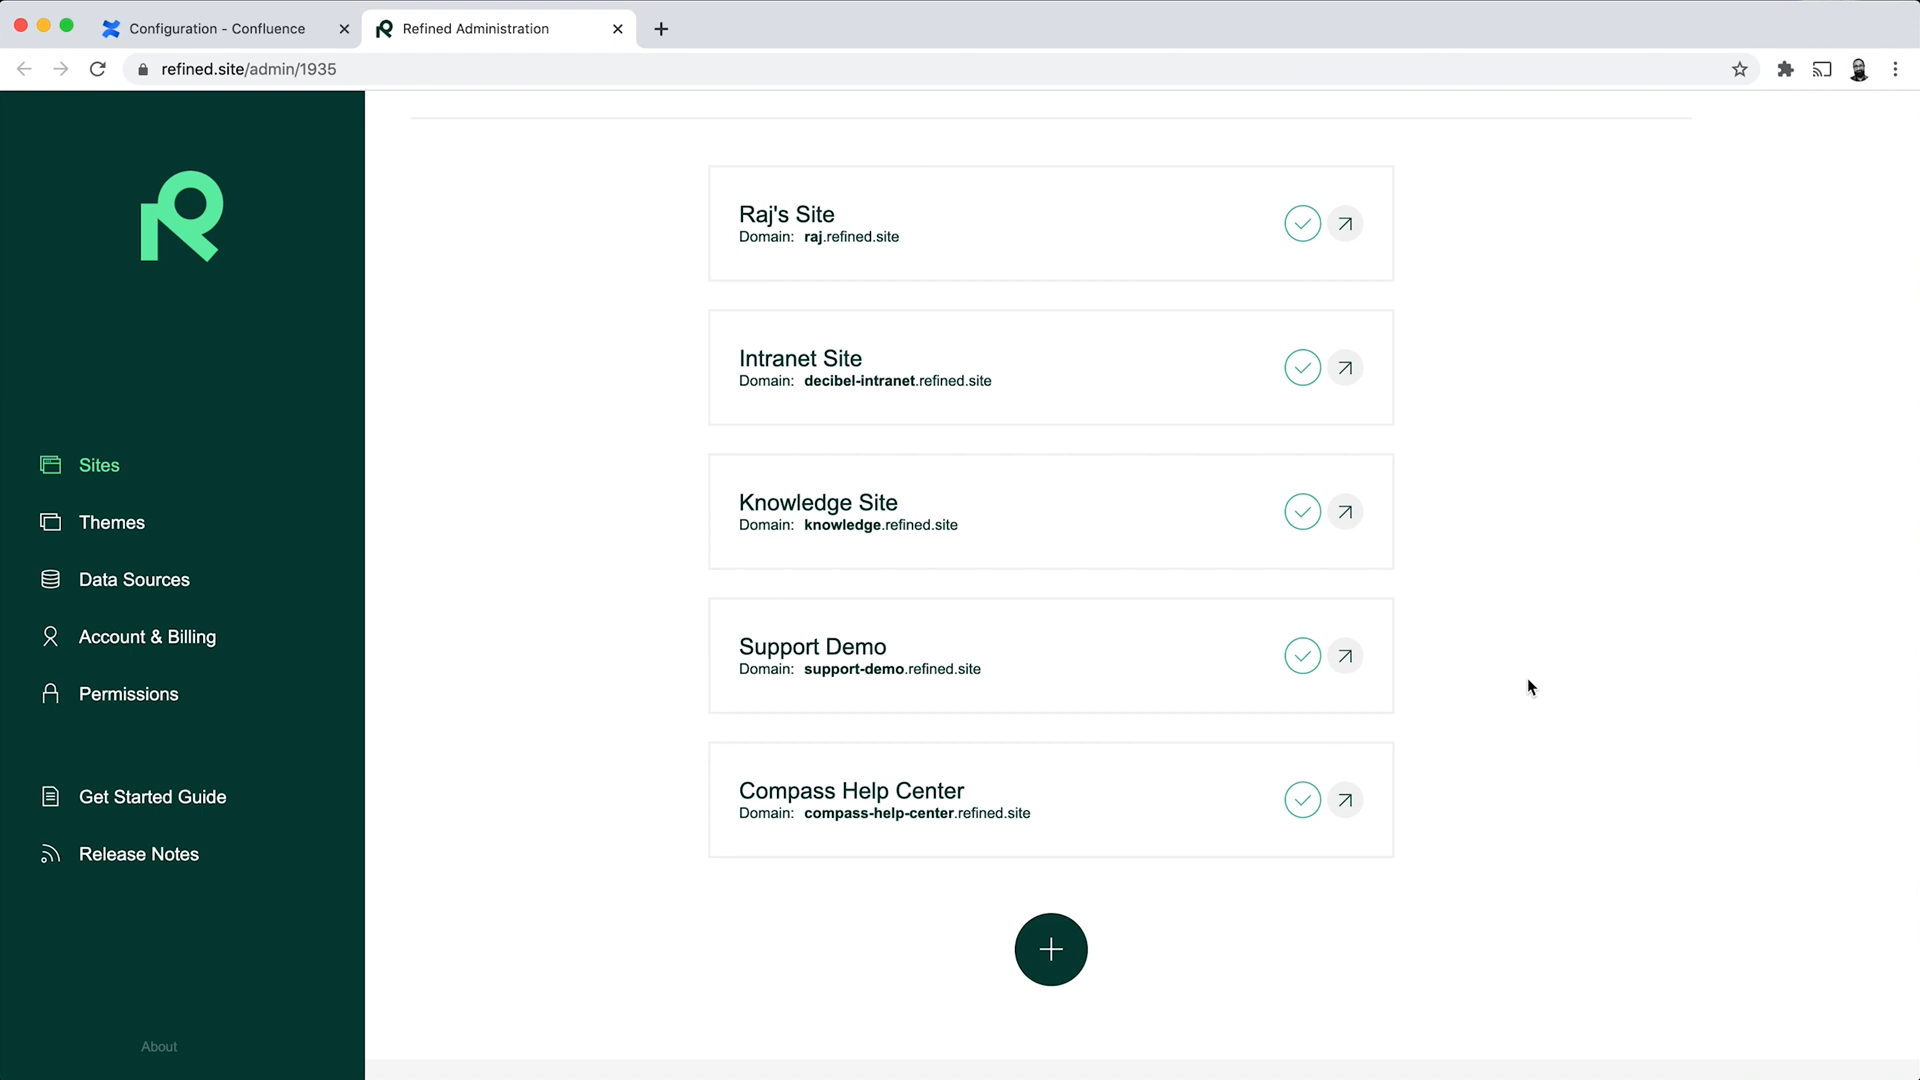 Configuration - Confluence
Refined Administration
refined.site/admin/1935
Sites
Themes
Data Sources
Account & Billing
Permissions
Get Started Guide
Release Notes
About
Raj's Site
Domain: raj.refined.site
Intranet Site
Domain: decibel-intranet.refined.site
Knowledge Site
Domain: knowledge.refined.site
Support Demo
Domain: support-demo.refined.site
Compass Help Center
Domain: compass-help-center.refined.site